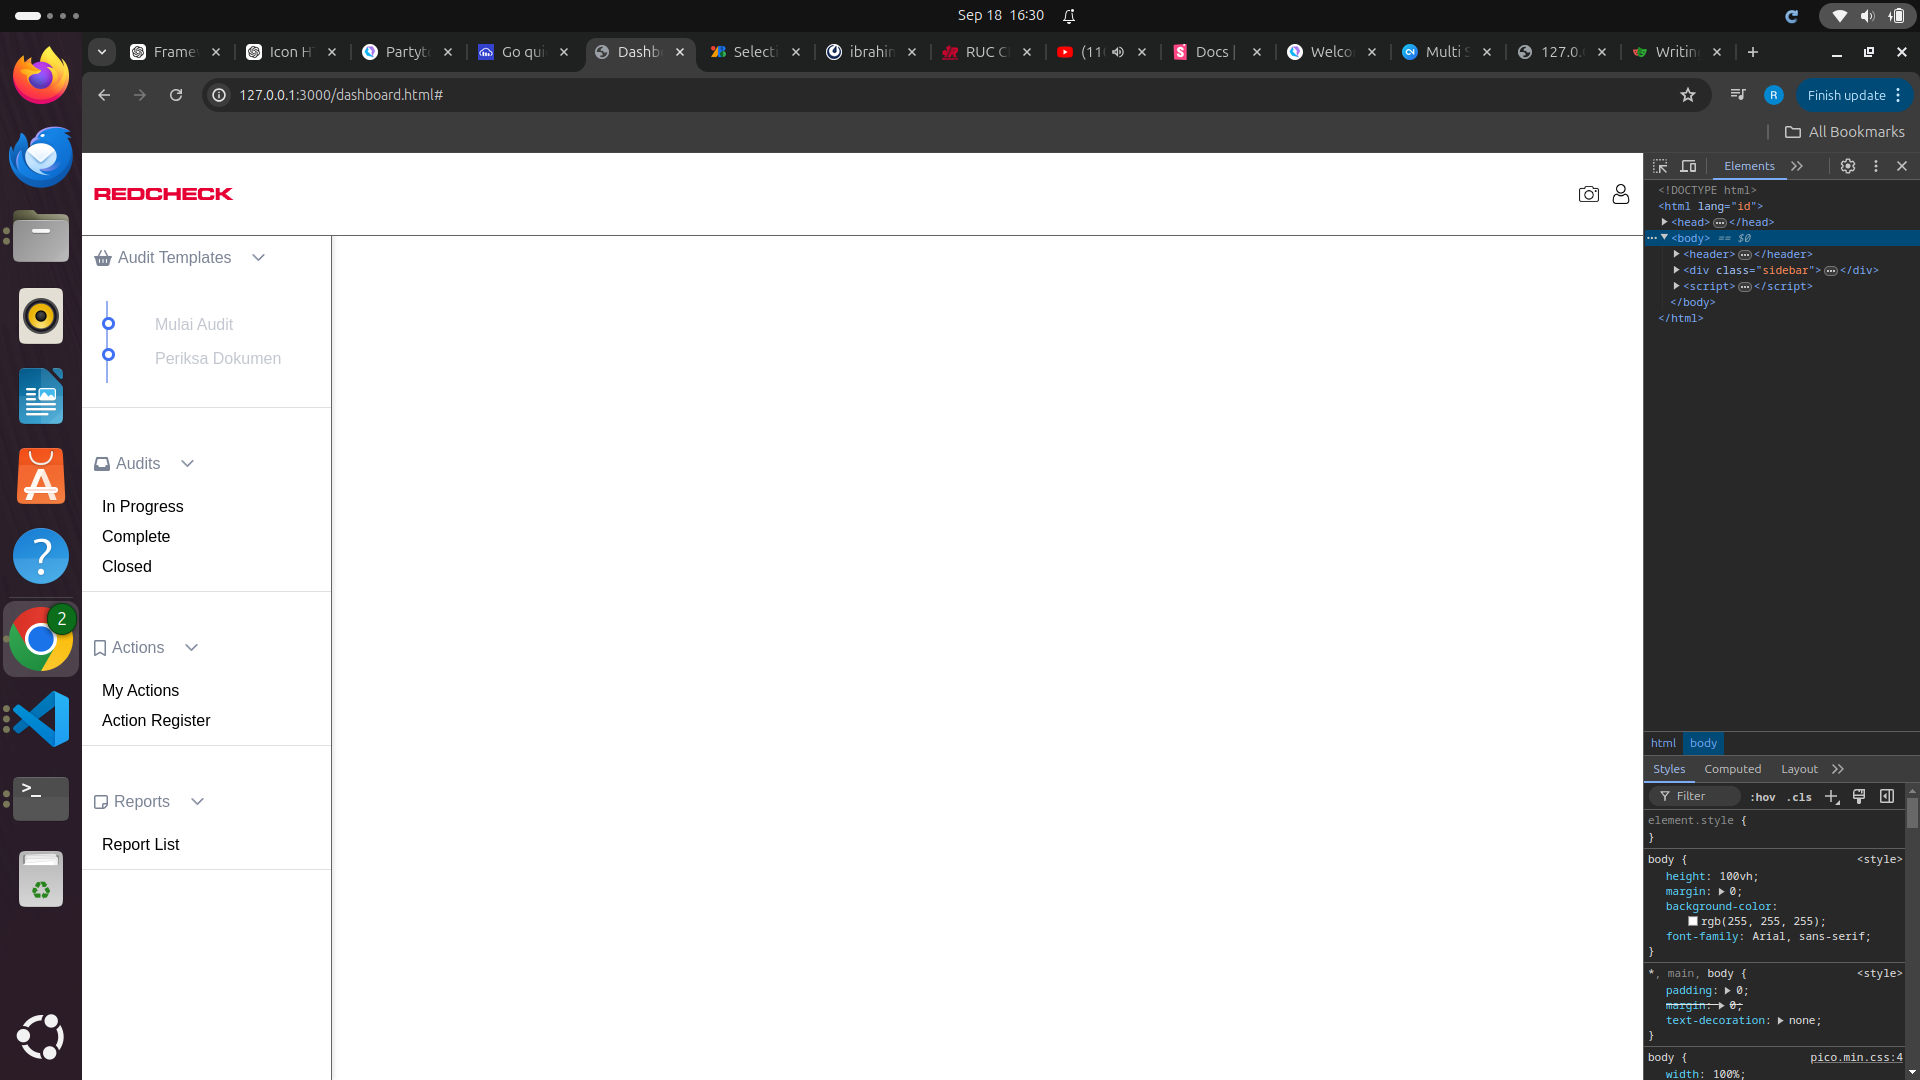 Sep 18 16:30
Framew
Icon HT
Partyt
Go qui
Dashb
Selecti
ibrahin
RUC C
(11
Docs |
Welco
Multi S
127.0.
Writin
127.0.0.1:3000/dashboard.html#
R
Finish update
All Bookmarks
REDCHECK
Audit Templates
Mulai Audit
Periksa Dokumen
Audits
In Progress
Complete
Closed
Actions
My Actions
Action Register
Reports
Report List
2
Elements
<!DOCTYPE html>
<html lang="id">
<head> … </head>
<body> == $0
<header> … </header>
<div class="sidebar"> … </div>
<script> … </script>
</body>
</html>
html body
Styles Computed Layout
Filter :hov .cls
element.style {
}
body { <style>
height: 100vh;
margin: 0;
background-color:
rgb(255, 255, 255);
font-family: Arial, sans-serif;
}
*, main, body { <style>
padding: 0;
margin: 0;
text-decoration: none;
}
body { pico.min.css:4
width: 100%;